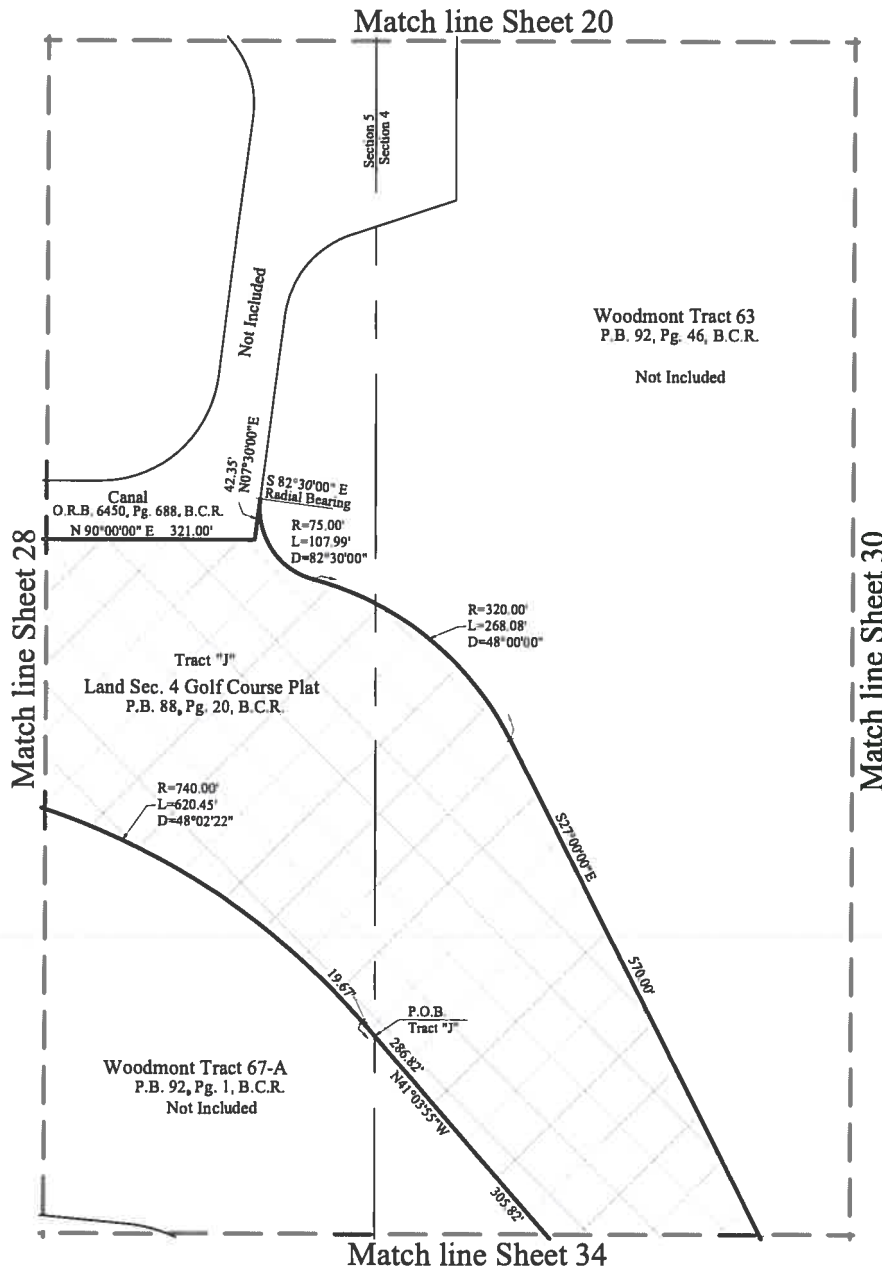 Match line Sheet 20
Section 5
Section 4
Not Included
Woodmont Tract 63
P.B. 92, Pg. 46, B.C.R.
Not Included
42.35'
N07°30'00"E
S 82°30'00" E
Radial Bearing
Canal
O.R.B. 6450, Pg. 688, B.C.R.
N 90°00'00" E 321.00'
R=75.00'
L=107.99'
D=82°30'00"
Match line Sheet 28
Match line Sheet 30
R=320.00'
L=268.08'
D=48°00'00"
Tract "J"
Land Sec. 4 Golf Course Plat
P.B. 88, Pg. 20, B.C.R.
R=740.00'
L=620.45'
D=48°02'22"
S27°00'00"E
570.00'
19.67'
P.O.B.
Tract "J"
286.82'
N41°03'55"W
305.82'
Woodmont Tract 67-A
P.B. 92, Pg. 1, B.C.R.
Not Included
Match line Sheet 34